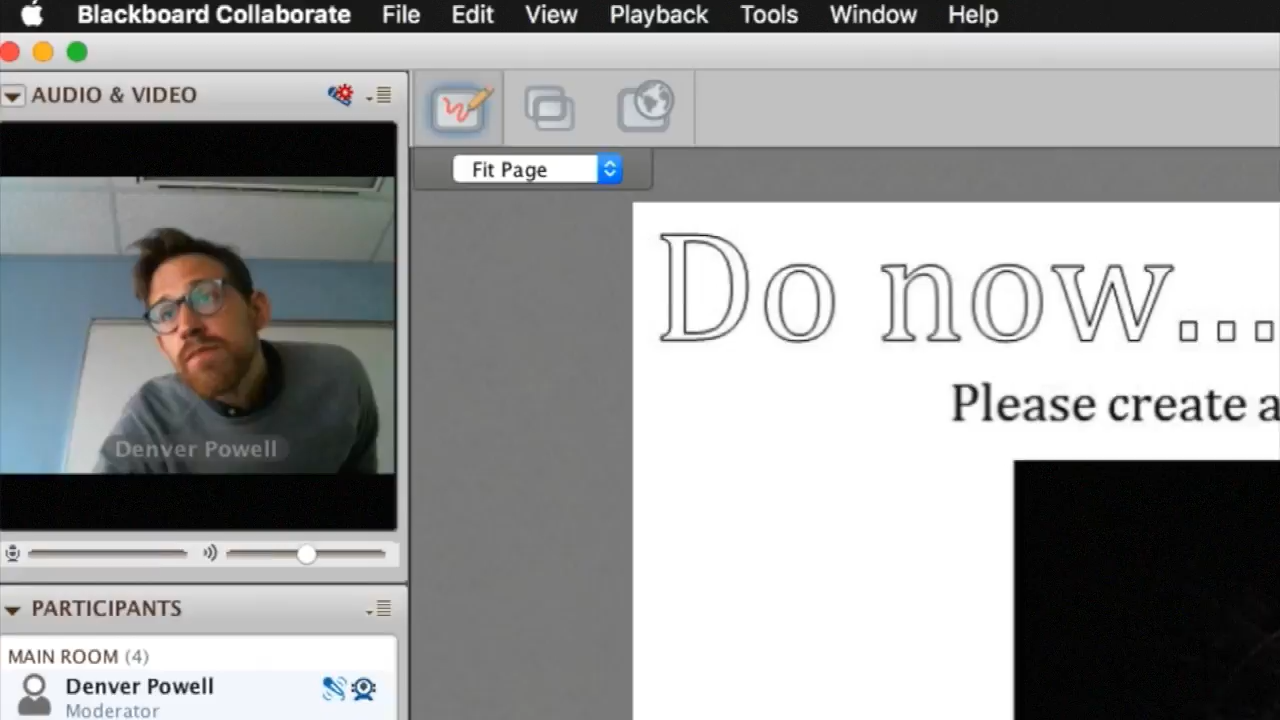 Blackboard Collaborate File Edit View Playback Tools Window Help
AUDIO & VIDEO
Fit Page
Do now...
Please create a
Denver Powell
PARTICIPANTS
MAIN ROOM (4)
Denver Powell
Moderator